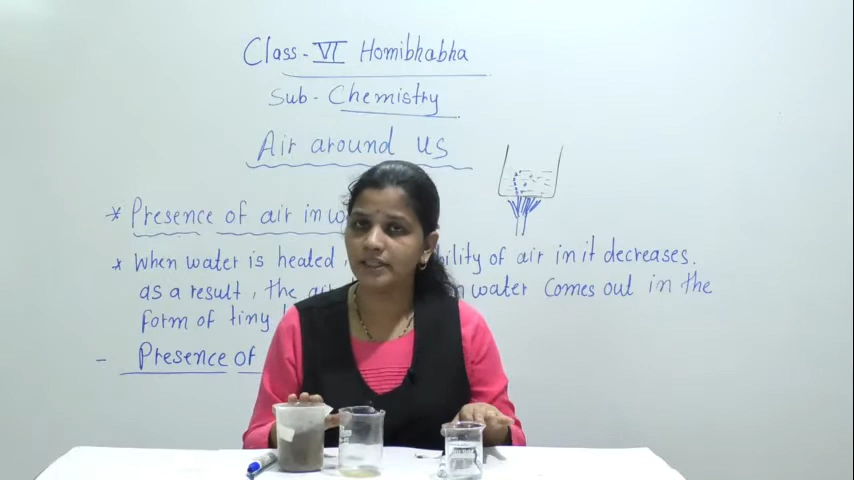 Class - VI Homibhabha
Sub - Chemistry
Air around us
* Presence of air in
* When water is heated of air in it decreases.
as a result, the water comes out in the
form of tiny
- Presence of